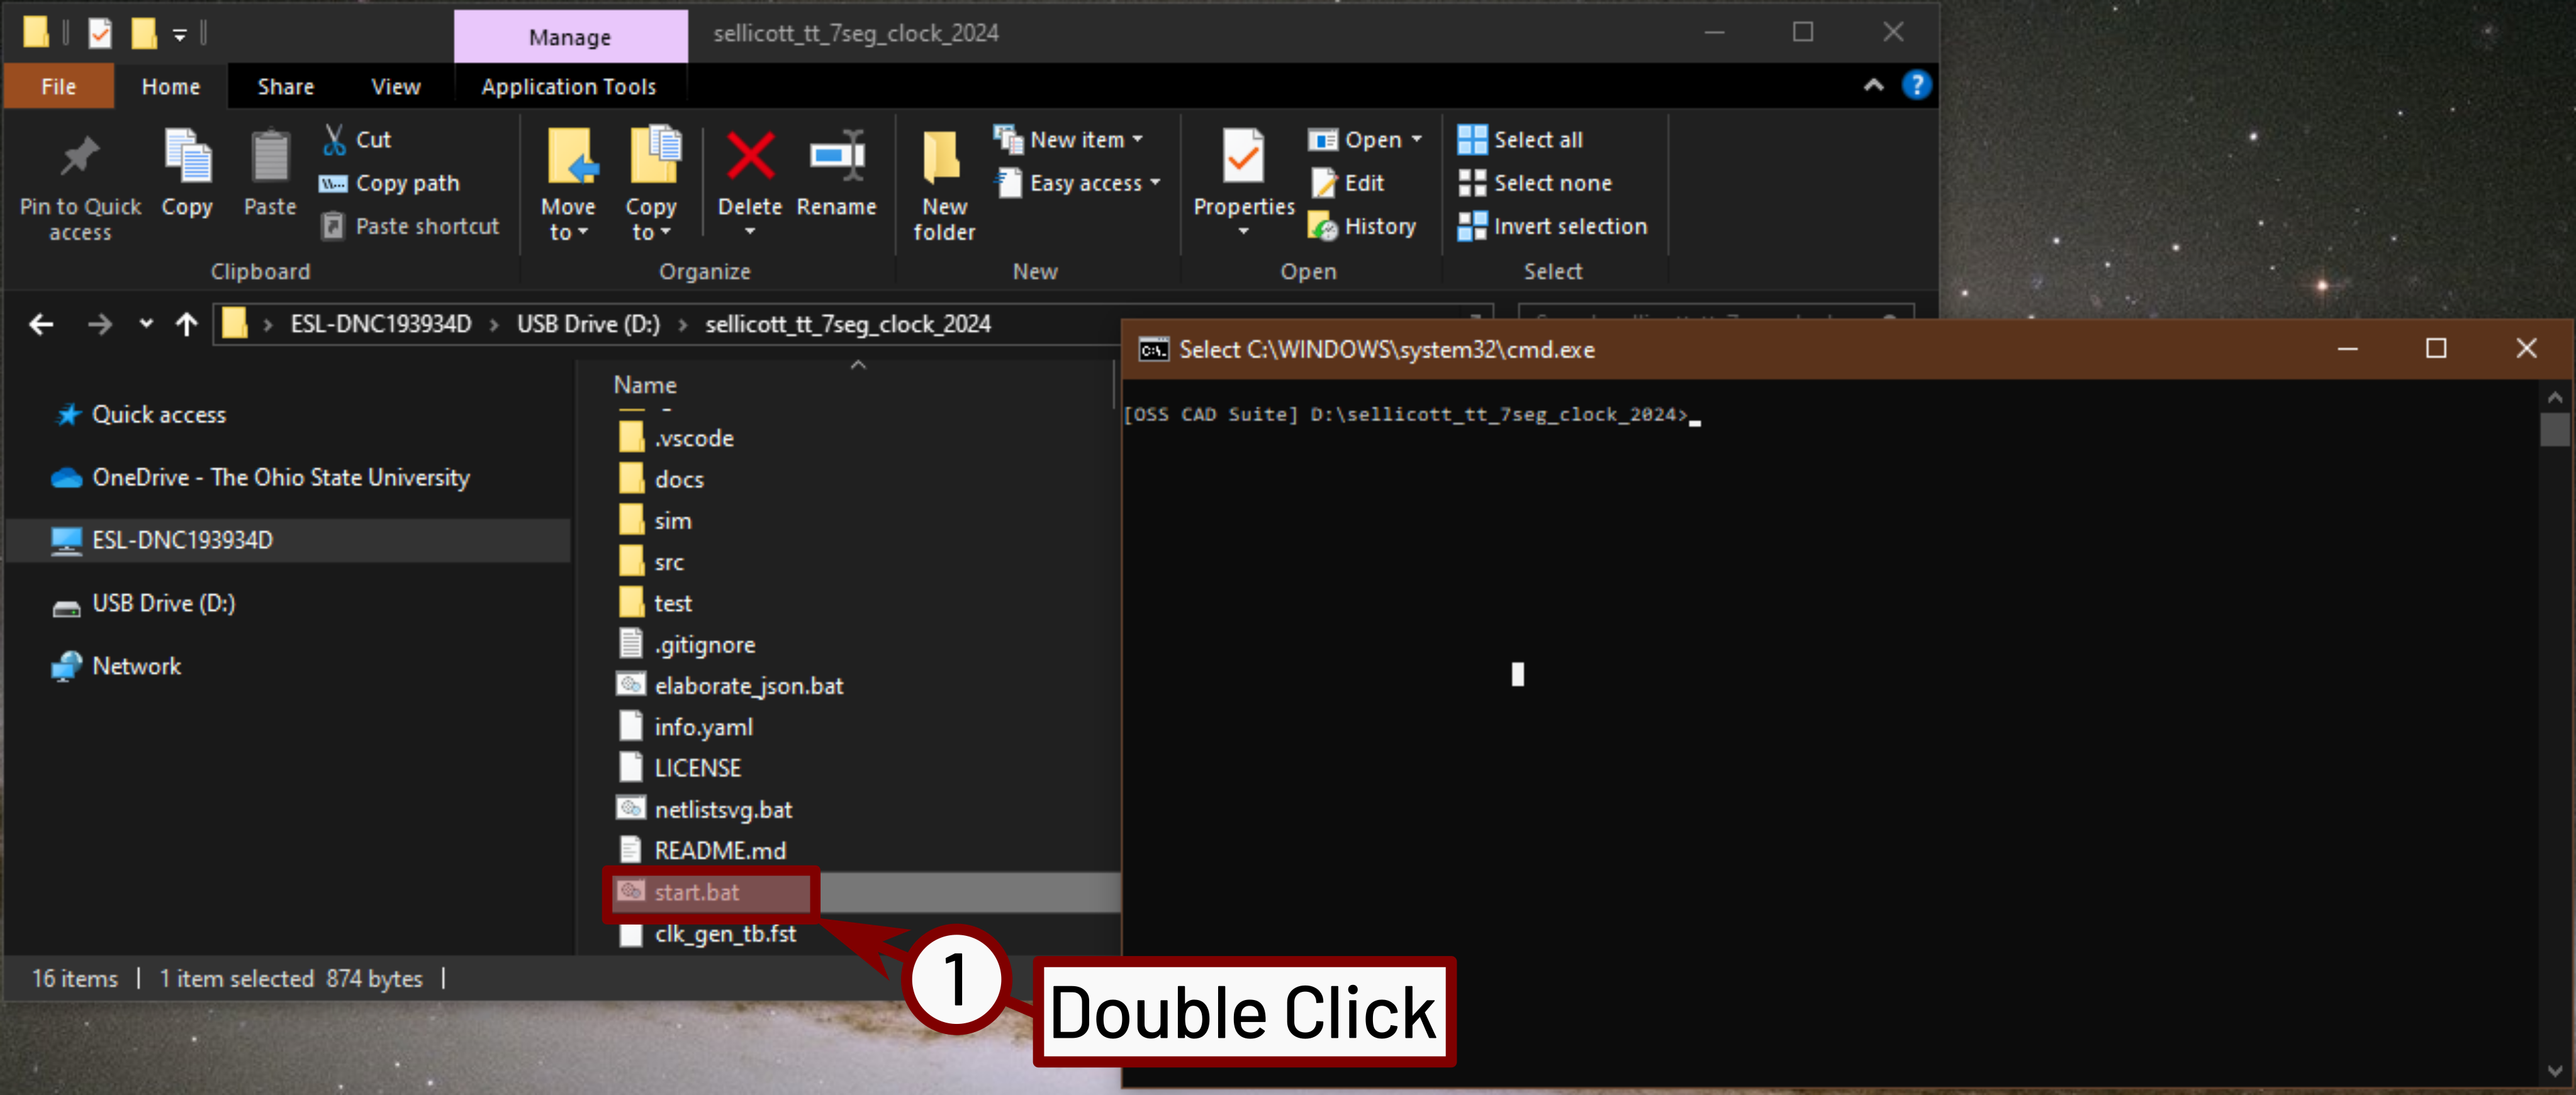 Manage
sellicott_tt_7seg_clock_2024
File
Home
Share
View
Application Tools
Pin to Quick access
Copy
Paste
Cut
Copy path
Paste shortcut
Clipboard
Move to
Copy to
Delete
Rename
Organize
New folder
New item
Easy access
New
Properties
Open
Edit
History
Open
Select all
Select none
Invert selection
Select
ESL-DNC193934D > USB Drive (D:) > sellicott_tt_7seg_clock_2024
Quick access
OneDrive - The Ohio State University
ESL-DNC193934D
USB Drive (D:)
Network
Name
.vscode
docs
sim
src
test
.gitignore
elaborate_json.bat
info.yaml
LICENSE
netlistsvg.bat
README.md
start.bat
clk_gen_tb.fst
16 items
1 item selected 874 bytes
Select C:\WINDOWS\system32\cmd.exe
[OSS CAD Suite] D:\sellicott_tt_7seg_clock_2024>
1
Double Click